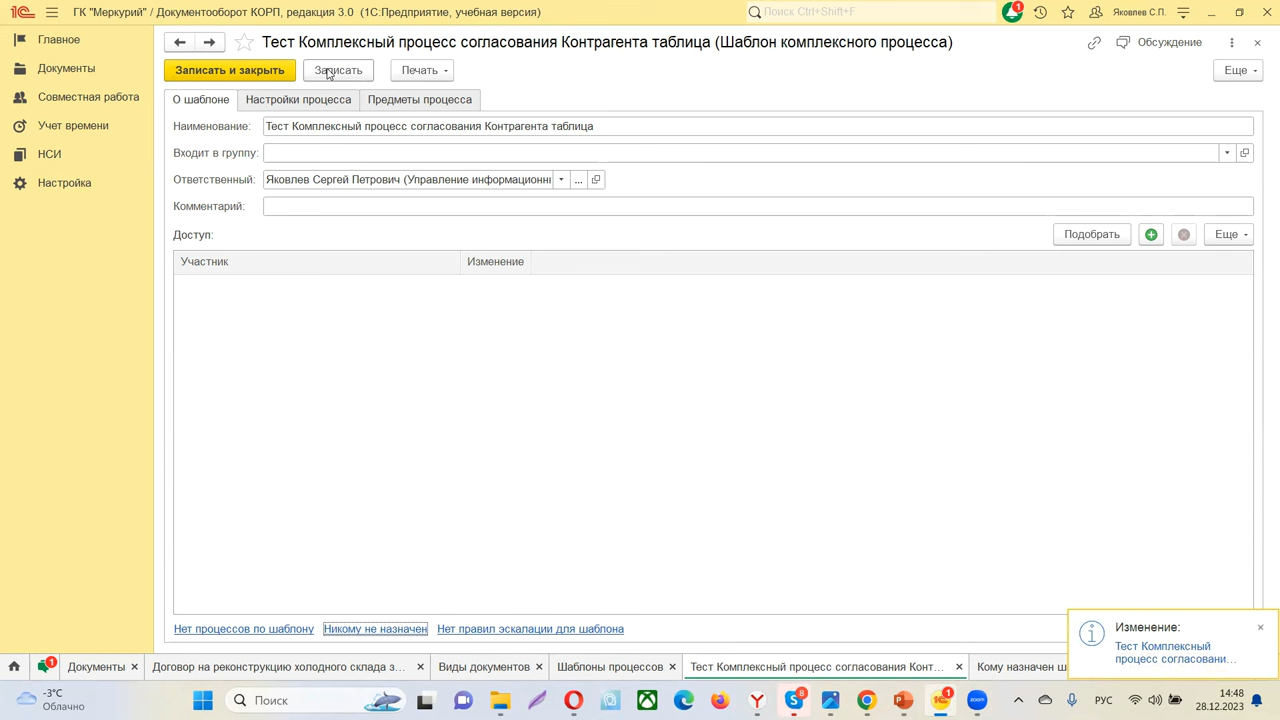 ГК "Меркурий" / Документооборот КОРП, редакция 3.0 (1С:Предприятие, учебная версия)
Поиск Ctrl+Shift+F
1
Яковлев С.П.
Главное
Документы
Совместная работа
Учет времени
НСИ
Настройка
Тест Комплексный процесс согласования Контрагента таблица (Шаблон комплексного процесса)
Обсуждение
Записать и закрыть
Записать
Печать
Еще
О шаблоне
Настройки процесса
Предметы процесса
Наименование: Тест Комплексный процесс согласования Контрагента таблица
Входит в группу:
Ответственный: Яковлев Сергей Петрович (Управление информационн
Комментарий:
Доступ:
Подобрать
Еще
Участник
Изменение
Нет процессов по шаблону
Никому не назначен
Нет правил эскалации для шаблона
Изменение:
Тест Комплексный
процесс согласовани...
1
Документы
Договор на реконструкцию холодного склада з...
Виды документов
Шаблоны процессов
Тест Комплексный процесс согласования Конт...
Кому назначен ш
-3°C
Облачно
Поиск
8
1
zoom
РУС
14:48
28.12.2023